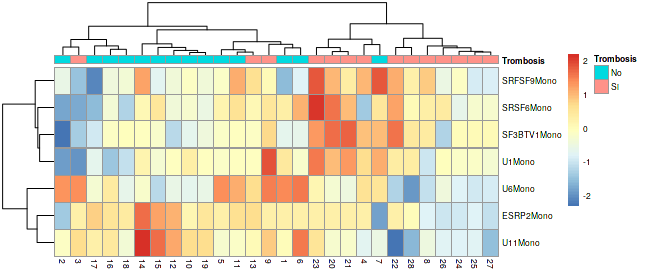 Trombosis
SRFSF9Mono
SRSF6Mono
SF3BTV1Mono
U1Mono
U6Mono
ESRP2Mono
U11Mono
2 3 17 16 18 14 15 12 10 19 5 11 13 9 1 6 23 20 21 4 7 22 28 8 26 24 25 27
2
1
0
-1
-2
Trombosis
No
SI